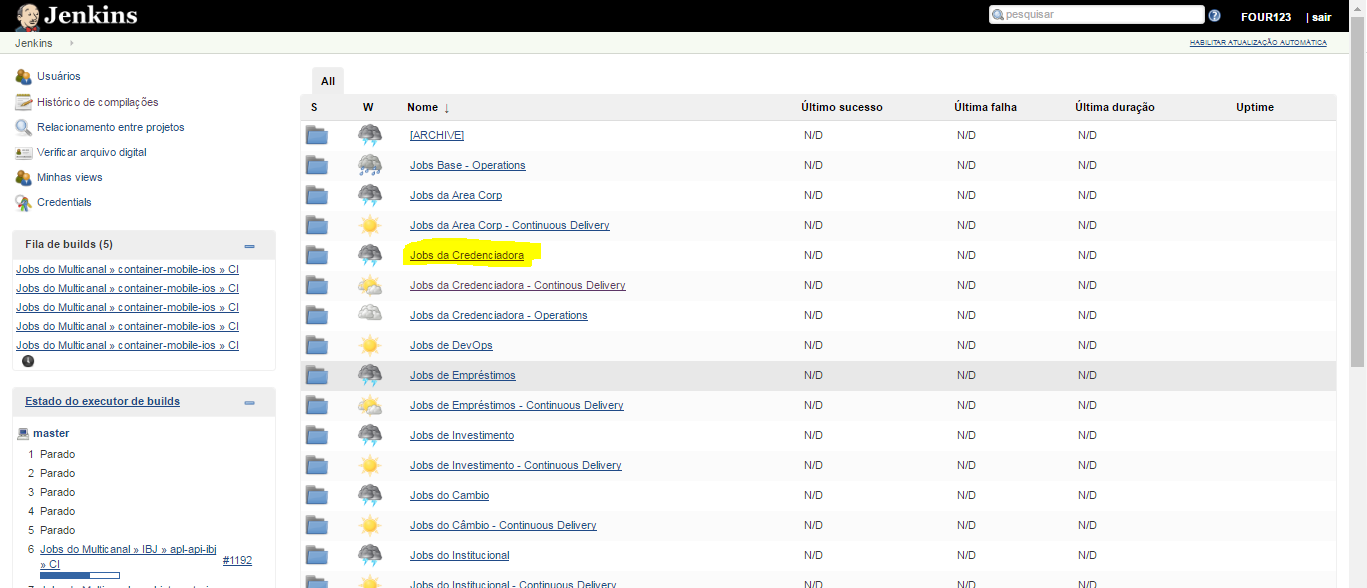 Jenkins
pesquisar
FOUR123 | sair
Jenkins
HABILITAR ATUALIZAÇÃO AUTOMÁTICA
Usuários
Histórico de compilações
Relacionamento entre projetos
Verificar arquivo digital
Minhas views
Credentials
Fila de builds (5)
Jobs do Multicanal » container-mobile-ios » CI
Jobs do Multicanal » container-mobile-ios » CI
Jobs do Multicanal » container-mobile-ios » CI
Jobs do Multicanal » container-mobile-ios » CI
Jobs do Multicanal » container-mobile-ios » CI
Estado do executor de builds
master
1 Parado
2 Parado
3 Parado
4 Parado
5 Parado
6 Jobs do Multicanal » IBJ » apl-api-ibj
» CI #1192
All
S W Nome ↓ Último sucesso Última falha Última duração Uptime
[ARCHIVE] N/D N/D N/D
Jobs Base - Operations N/D N/D N/D
Jobs da Area Corp N/D N/D N/D
Jobs da Area Corp - Continuous Delivery N/D N/D N/D
Jobs da Credenciadora N/D N/D N/D
Jobs da Credenciadora - Continous Delivery N/D N/D N/D
Jobs da Credenciadora - Operations N/D N/D N/D
Jobs de DevOps N/D N/D N/D
Jobs de Empréstimos N/D N/D N/D
Jobs de Empréstimos - Continuous Delivery N/D N/D N/D
Jobs de Investimento N/D N/D N/D
Jobs de Investimento - Continuous Delivery N/D N/D N/D
Jobs do Cambio N/D N/D N/D
Jobs do Câmbio - Continuous Delivery N/D N/D N/D
Jobs do Institucional N/D N/D N/D
Jobs do Institucional - Continuous Delivery N/D N/D N/D